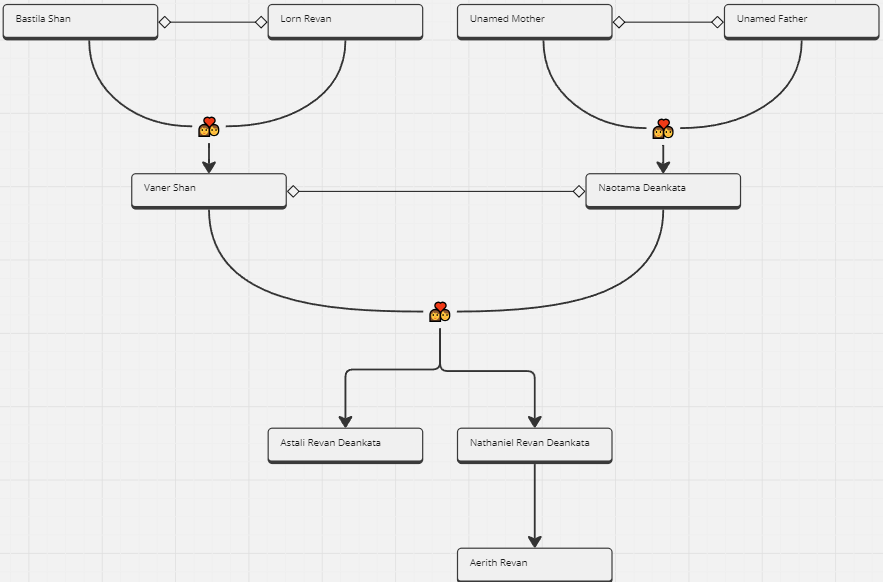 Bastila Shan
Lorn Revan
Unamed Mother
Unamed Father
Vaner Shan
Naotama Deankata
Astali Revan Deankata
Nathaniel Revan Deankata
Aerith Revan